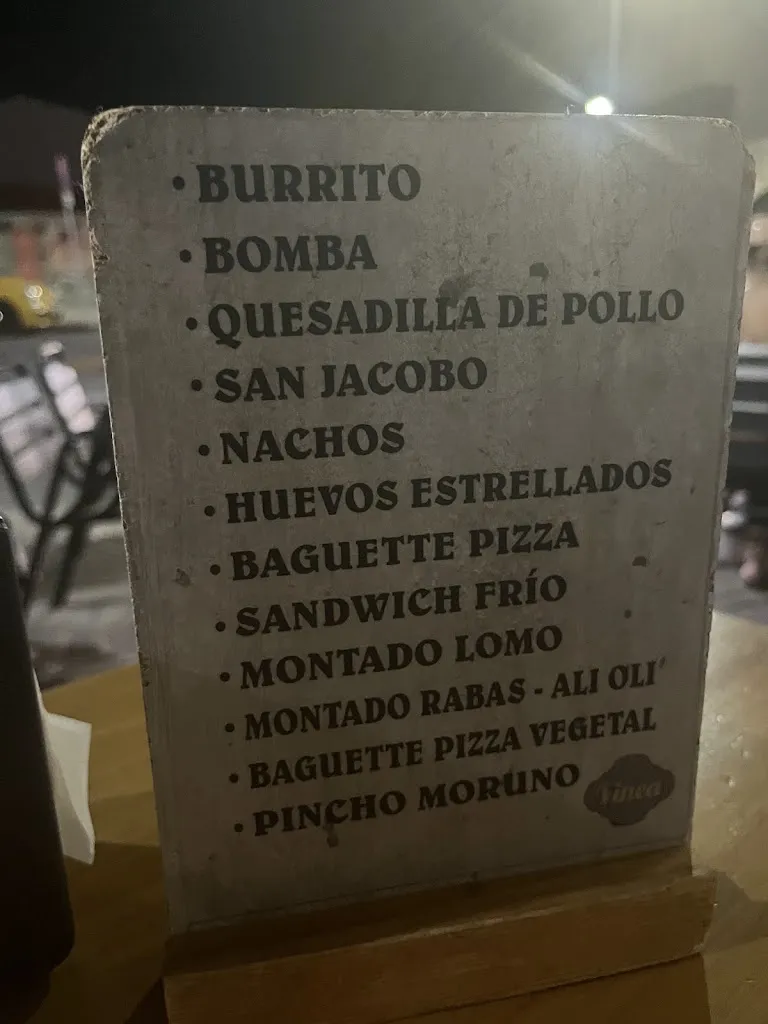 • BURRITO
• BOMBA
• QUESADILLA DE POLLO
• SAN JACOBO
• NACHOS
• HUEVOS ESTRELLADOS
• BAGUETTE PIZZA
• SANDWICH FRÍO
• MONTADO LOMO
• MONTADO RABAS - ALI OLI´
• BAGUETTE PIZZA VEGETAL
• PINCHO MORUNO
Vinea